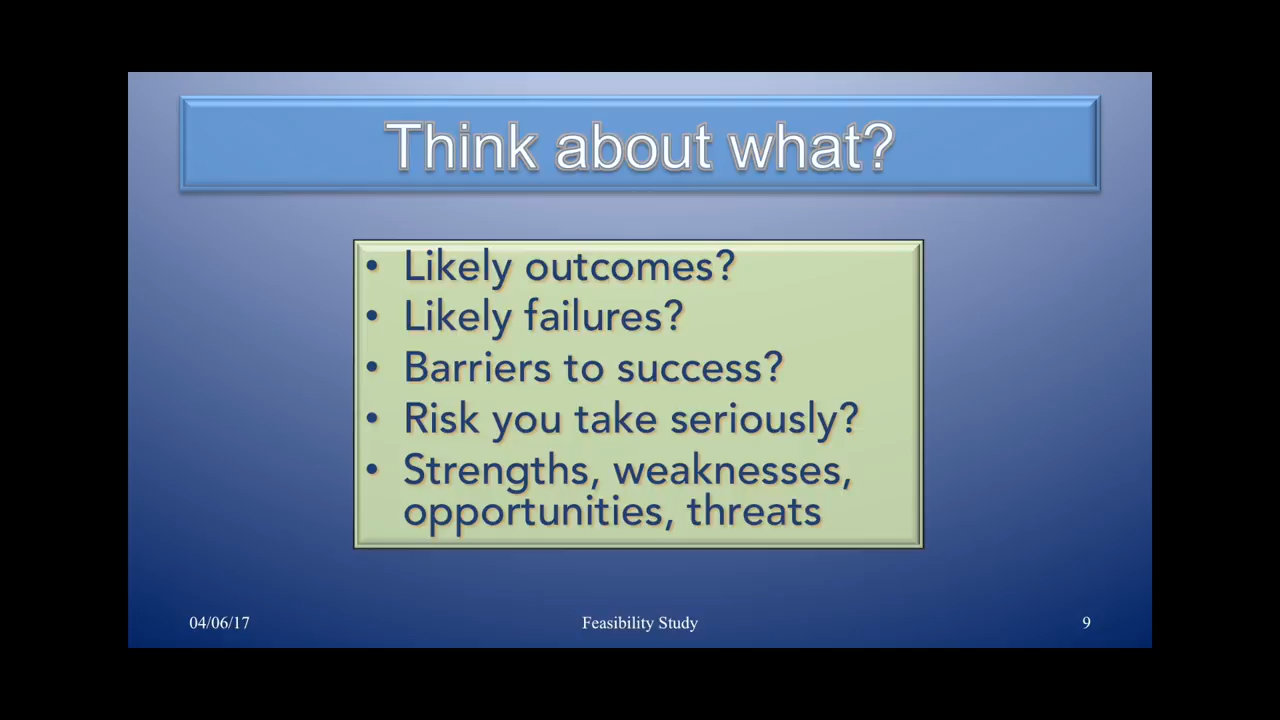 Think about what?
• Likely outcomes?
• Likely failures?
• Barriers to success?
• Risk you take seriously?
• Strengths, weaknesses,
opportunities, threats
04/06/17 Feasibility Study 9